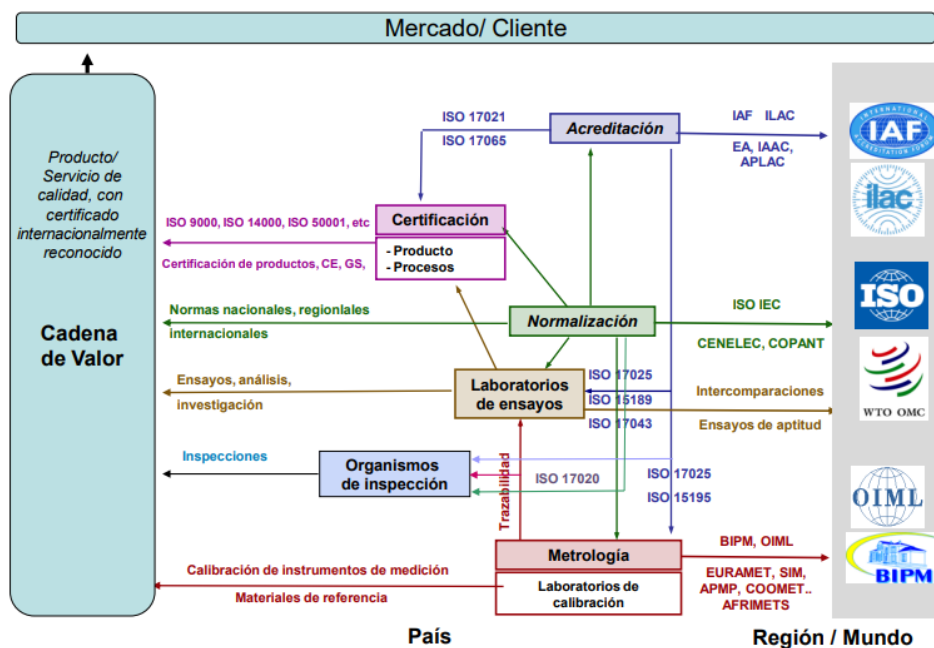 Mercado/ Cliente
Producto/
Servicio de
calidad, con
certificado
internacionalmente
reconocido
Cadena
de Valor
ISO 17021
ISO 17065
Acreditación
IAF ILAC
EA, IAAC,
APLAC
INTERNATIONAL
IAF
ACCREDITATION FORUM
ilac
Certificación
- Producto
- Procesos
ISO 9000, ISO 14000, ISO 50001, etc
Certificación de productos, CE, GS,
Normas nacionales, regionlales
internacionales
Normalización
ISO IEC
CENELEC, COPANT
ISO
Ensayos, análisis,
investigación
Laboratorios
de ensayos
ISO 17025
ISO 15189
ISO 17043
Intercomparaciones
Ensayos de aptitud
WTO OMC
Inspecciones
Organismos
de inspección
Trazabilidad
ISO 17020
ISO 17025
ISO 15195
OIML
Metrología
Laboratorios de
calibración
Calibración de instrumentos de medición
Materiales de referencia
BIPM, OIML
EURAMET, SIM,
APMP, COOMET..
AFRIMETS
BIPM
País
Región / Mundo